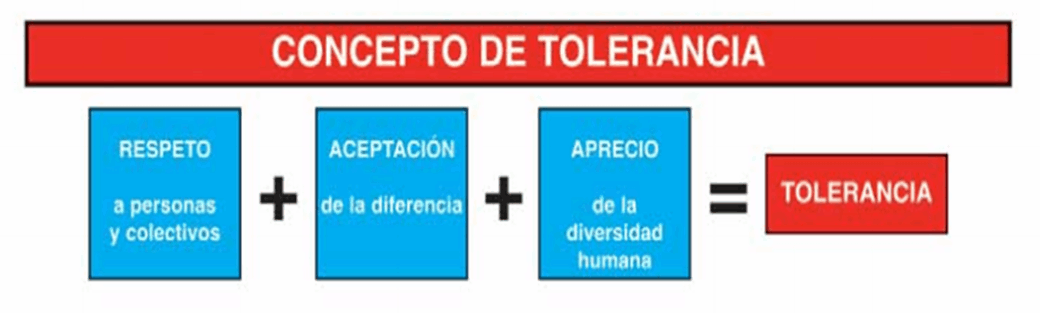 CONCEPTO DE TOLERANCIA
RESPETO
a personas
y colectivos
+
ACEPTACIÓN
de la diferencia
+
APRECIO
de la
diversidad
humana
=
TOLERANCIA